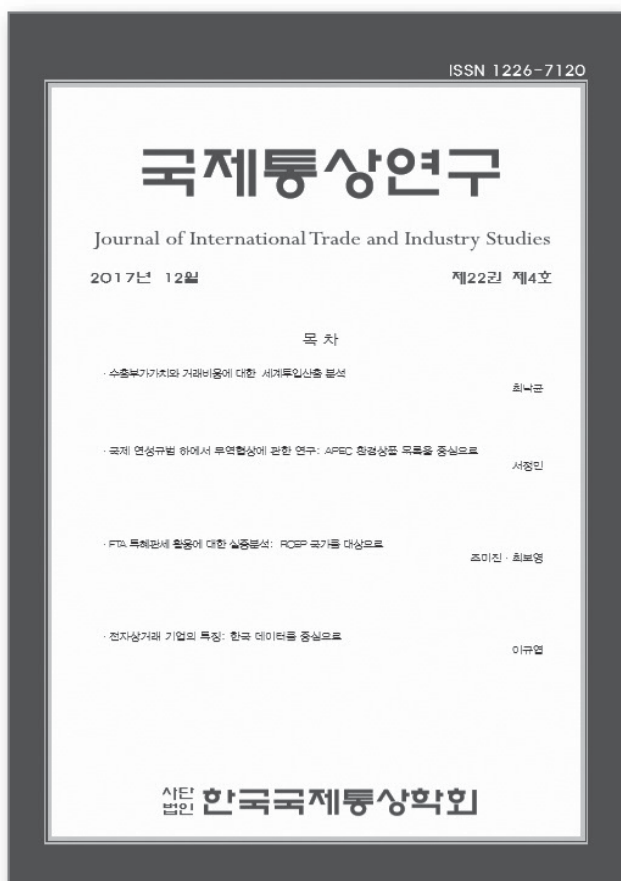 ISSN 1226-7120
국제통상연구
Journal of International Trade and Industry Studies
2017년 12월 제22권 제4호
목 차
· 수출부가가치와 거래비용에 대한 세계투입산출 분석
최낙균
· 국제 연성규범 하에서 무역협상에 관한 연구: APEC 환경상품 목록을 중심으로
서정민
· FTA 특혜관세 활용에 대한 실증분석: RCEP 국가를 대상으로
조미진 · 최보영
· 전자상거래 기업의 특징: 한국 데이터를 중심으로
이규엽
사단
법인 한국국제통상학회